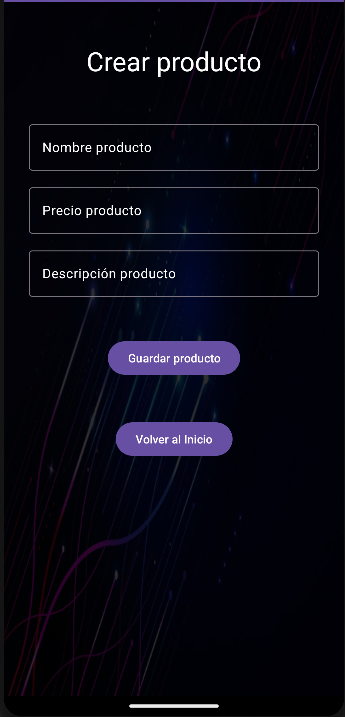 Crear producto
Nombre producto
Precio producto
Descripción producto
Guardar producto
Volver al Inicio